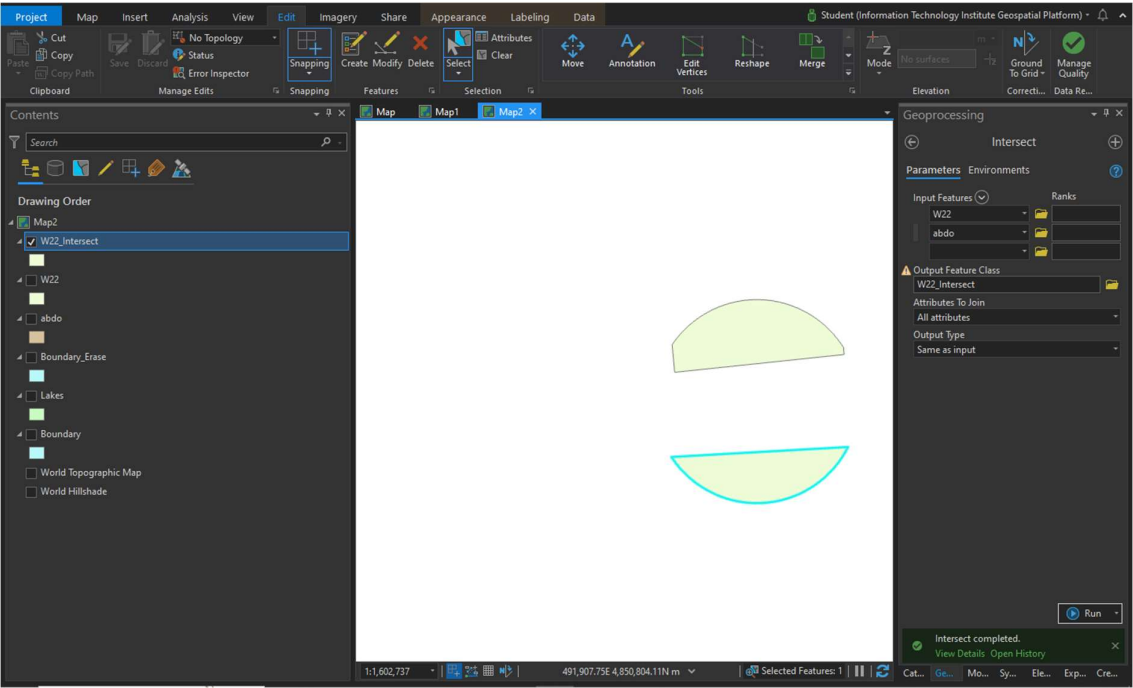 Project Map Insert Analysis View Edit Imagery Share Appearance Labeling Data
Student (Information Technology Institute Geospatial Platform)
Paste
Cut
Copy
Copy Path
Clipboard
Save Discard
No Topology
Status
Error Inspector
Manage Edits
Snapping
Snapping
Create Modify Delete
Features
Select
Attributes
Clear
Selection
Move
Annotation
Edit Vertices
Reshape
Merge
Tools
Mode
No surfaces
m
Elevation
Ground To Grid
Correcti...
Manage Quality
Data Re...
Contents
Search
Drawing Order
Map2
W22_Intersect
W22
abdo
Boundary_Erase
Lakes
Boundary
World Topographic Map
World Hillshade
Map Map1 Map2
1:1,602,737
491,907.75E 4,850,804.11N m
Selected Features: 1
Geoprocessing
Intersect
Parameters Environments
Input Features Ranks
W22
abdo
Output Feature Class
W22_Intersect
Attributes To Join
All attributes
Output Type
Same as input
Run
Intersect completed.
View Details Open History
Cat... Ge... Mo... Sy... Ele... Exp... Cre...